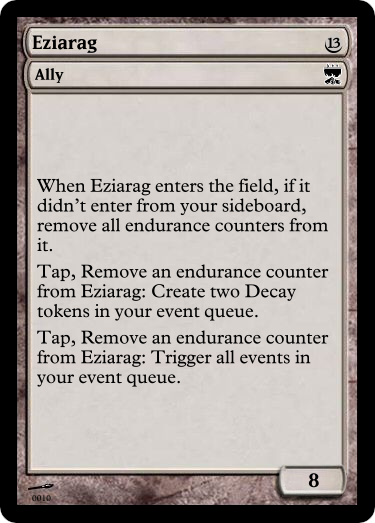 Eziarag
13
Ally
When Eziarag enters the field, if it
didn't enter from your sideboard,
remove all endurance counters from
it.
Tap, Remove an endurance counter
from Eziarag: Create two Decay
tokens in your event queue.
Tap, Remove an endurance counter
from Eziarag: Trigger all events in
your event queue.
8
0010